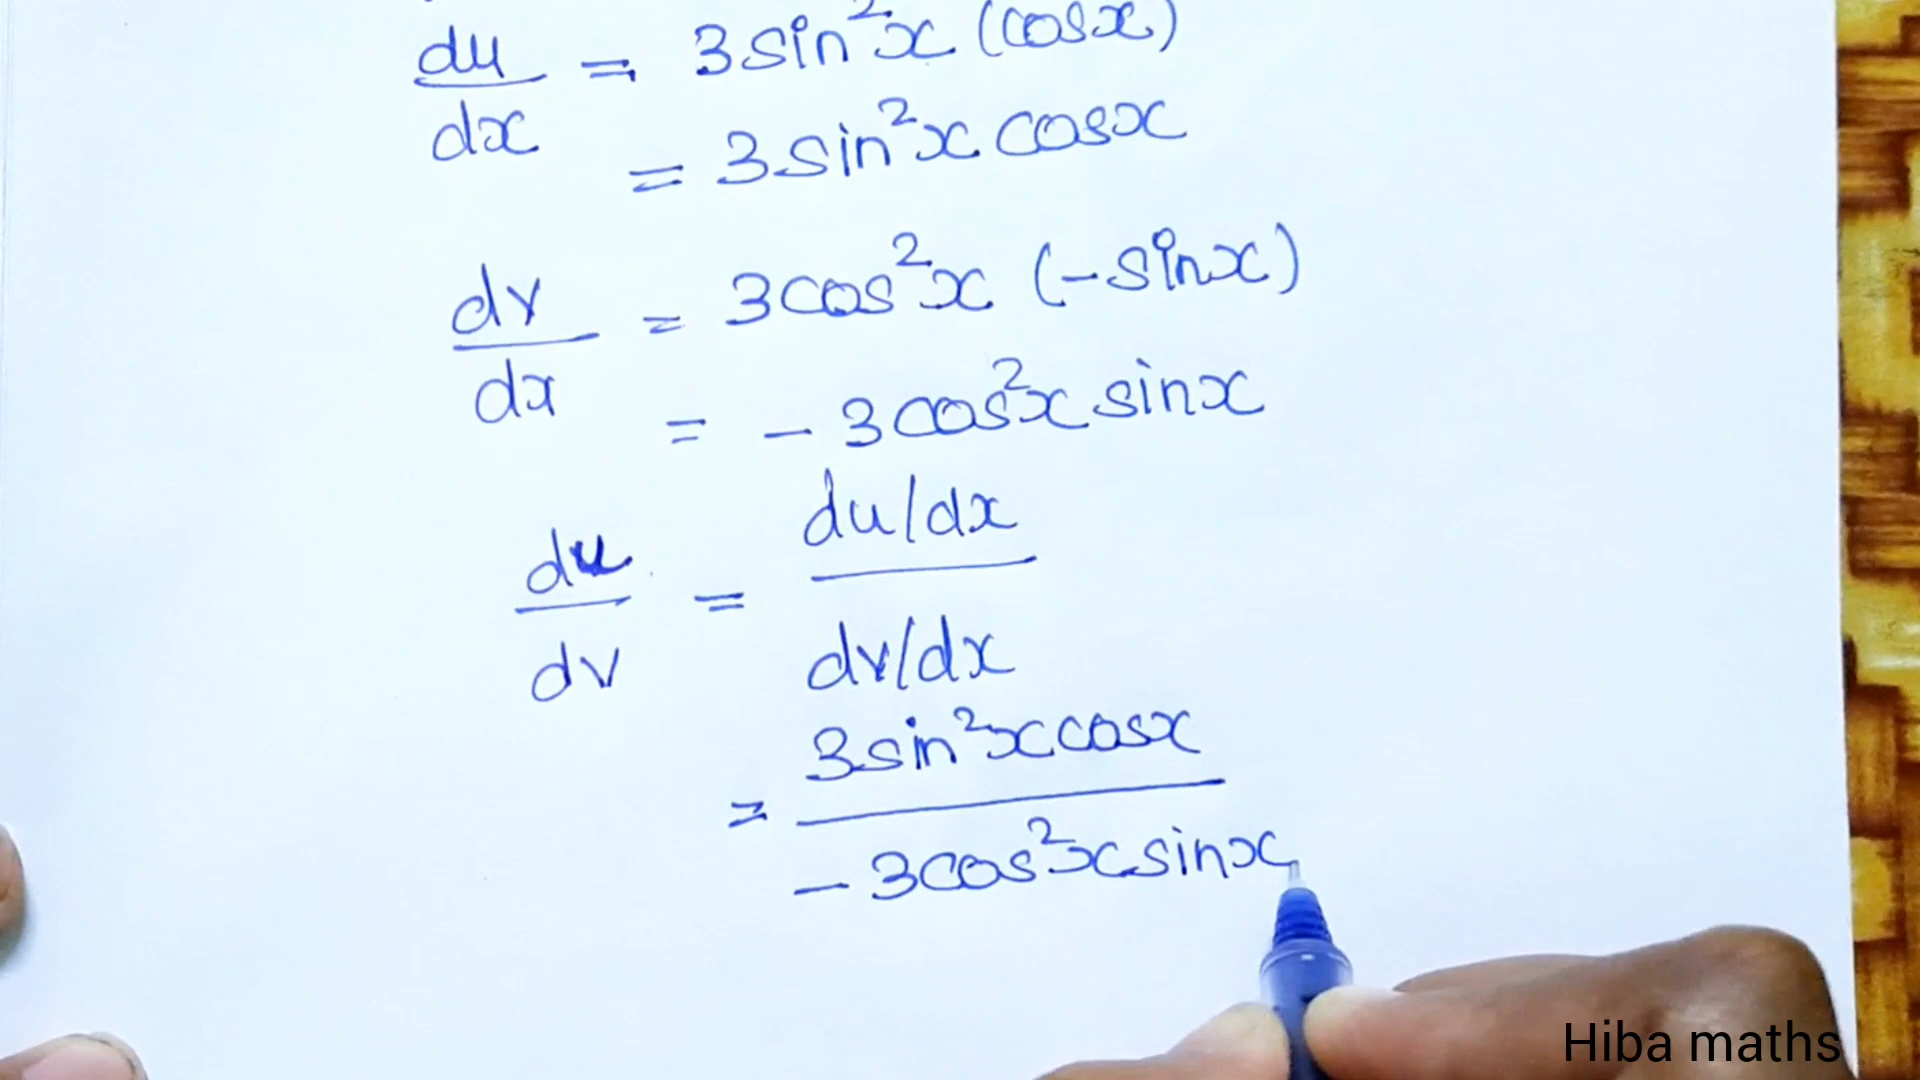 du/dx = 3sin²x (cosx)
= 3sin²x cosx
dv/dx = 3cos²x (-sinx)
= - 3cos²x sinx
du/dv = du/dx / dv/dx
= 3sin²x cosx / - 3cos²x sinx
Hiba maths